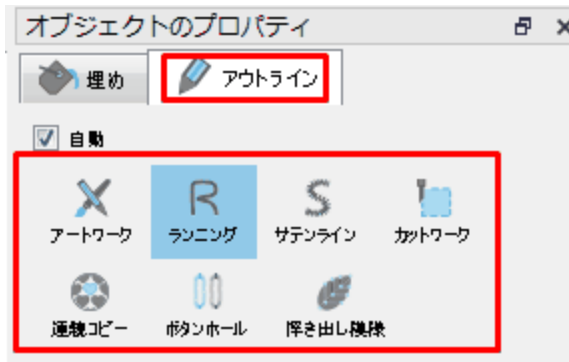 オブジェクトのプロパティ
埋め
アウトライン
自動
アートワーク
ランニング
サテンライン
カットワーク
連続コピー
ボタンホール
浮き出し模様